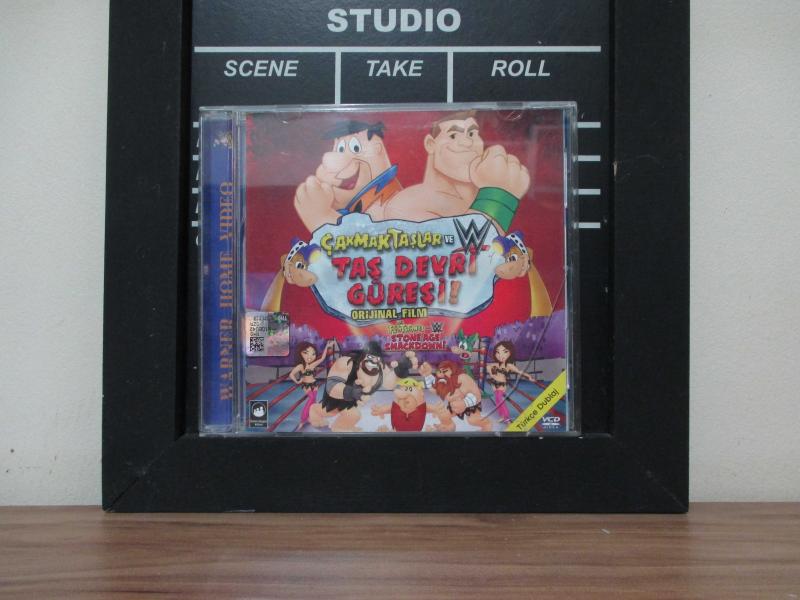 STUDIO
SCENE TAKE ROLL
WARNER HOME VIDEO
ÇAKMAKTAŞLAR VE W
TAŞ DEVRİ
GÜREŞİ!
ORİJİNAL FİLM
STONE AGE
SMACKDOWN!
Türkçe Dublaj
VCD